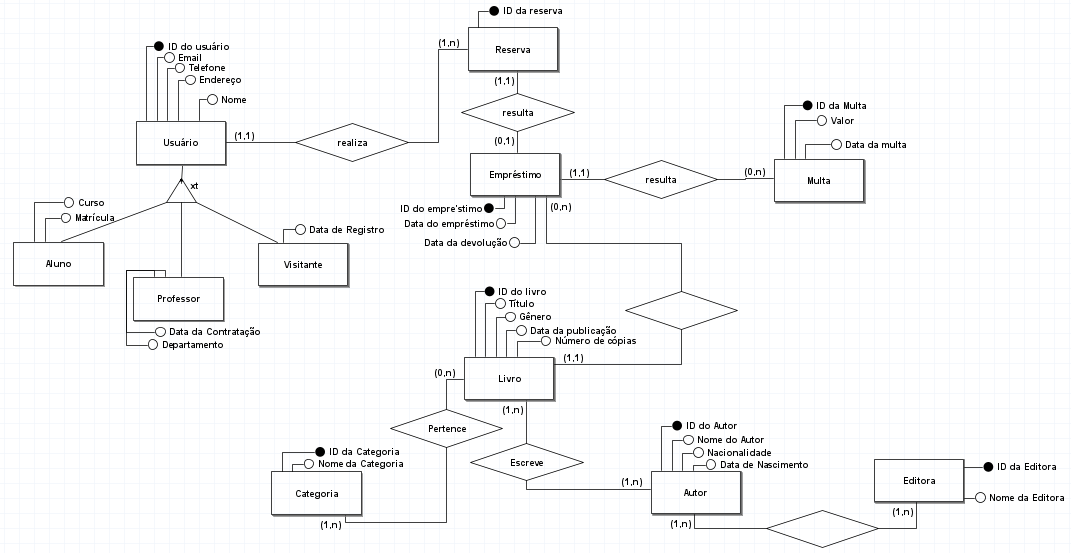 ID da reserva
(1,n)
Reserva
ID do usuário
Email
Telefone
Endereço
Nome
(1,1)
resulta
ID da Multa
Valor
Data da multa
Usuário
(1,1)
realiza
(0,1)
Empréstimo
(1,1)
resulta
(0,n)
Multa
xt
Curso
Matrícula
ID do empre'stimo
(0,n)
Data do empréstimo
Data da devolução
Data de Registro
Aluno
Visitante
Professor
Data da Contratação
Departamento
ID do livro
Título
Gênero
Data da publicação
Número de cópias
(1,1)
(0,n)
Livro
(1,n)
Pertence
Escreve
ID do Autor
Nome do Autor
Nacionalidade
Data de Nascimento
ID da Categoria
Nome da Categoria
Categoria
(1,n)
(1,n)
Autor
(1,n)
Editora
ID da Editora
Nome da Editora
(1,n)